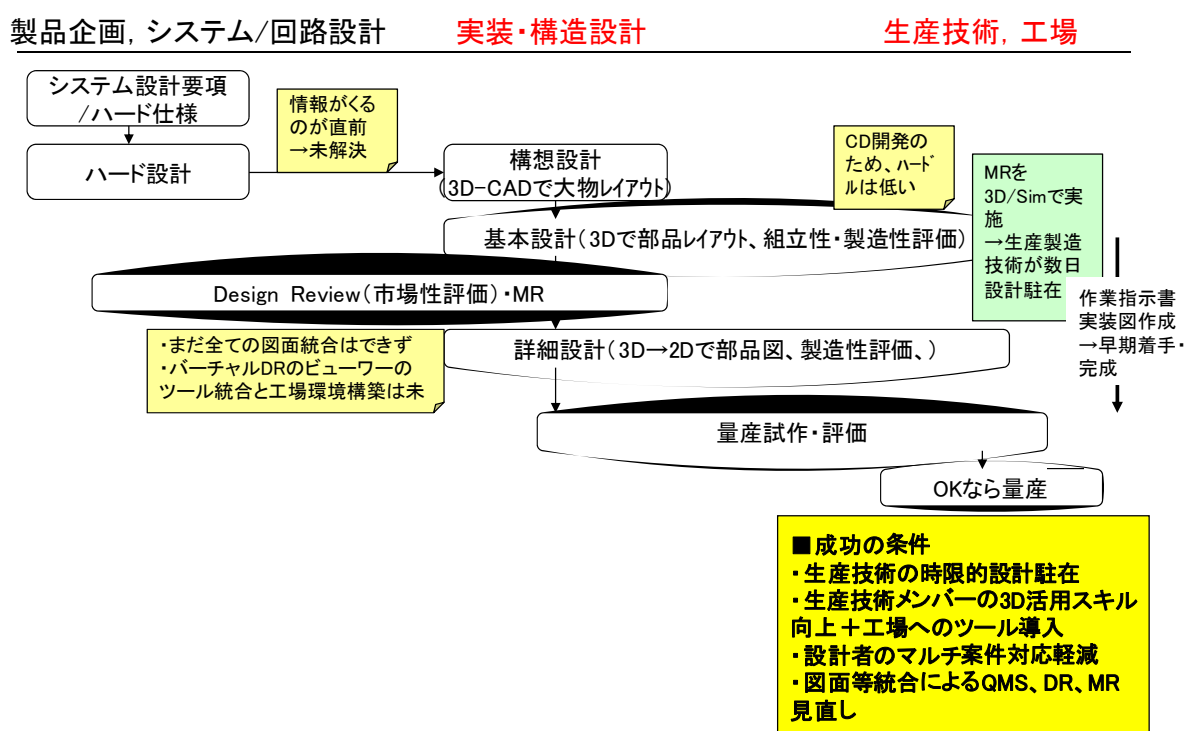 製品企画, システム/回路設計
実装・構造設計
生産技術, 工場
システム設計要項
/ハード仕様
情報がくる
のが直前
→未解決
ハード設計
構想設計
(3D-CADで大物レイアウト)
CD開発の
ため、ハード
ルは低い
MRを
3D/Simで実
施
→生産製造
技術が数日
設計駐在
基本設計(3Dで部品レイアウト、組立性・製造性評価)
Design Review(市場性評価)・MR
作業指示書
実装図作成
→早期着手・
完成
・まだ全ての図面統合はできず
・バーチャルDRのビューワーの
ツール統合と工場環境構築は未
詳細設計(3D→2Dで部品図、製造性評価、)
量産試作・評価
OKなら量産
■成功の条件
・生産技術の時限的設計駐在
・生産技術メンバーの3D活用スキル
向上+工場へのツール導入
・設計者のマルチ案件対応軽減
・図面等統合によるQMS、DR、MR
見直し